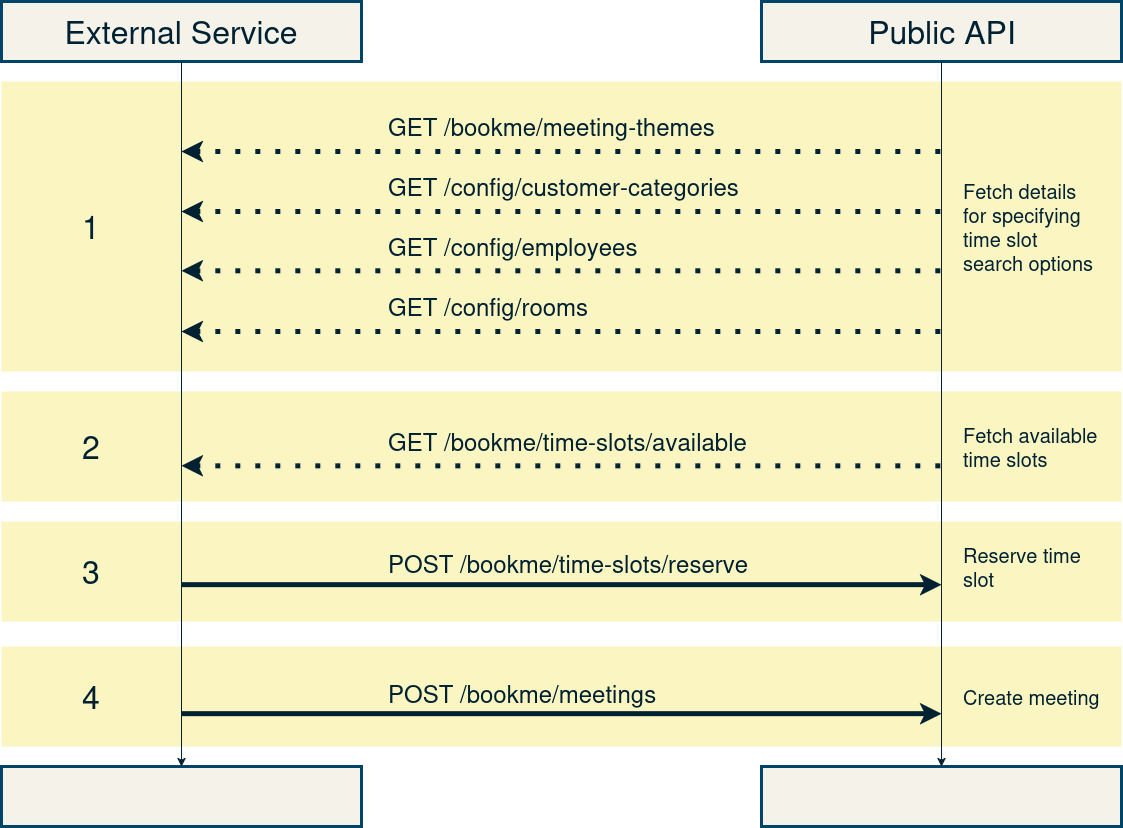 External Service
Public API
1
GET /bookme/meeting-themes
GET /config/customer-categories
GET /config/employees
GET /config/rooms
Fetch details
for specifying
time slot
search options
2
GET /bookme/time-slots/available
Fetch available
time slots
3
POST /bookme/time-slots/reserve
Reserve time
slot
4
POST /bookme/meetings
Create meeting